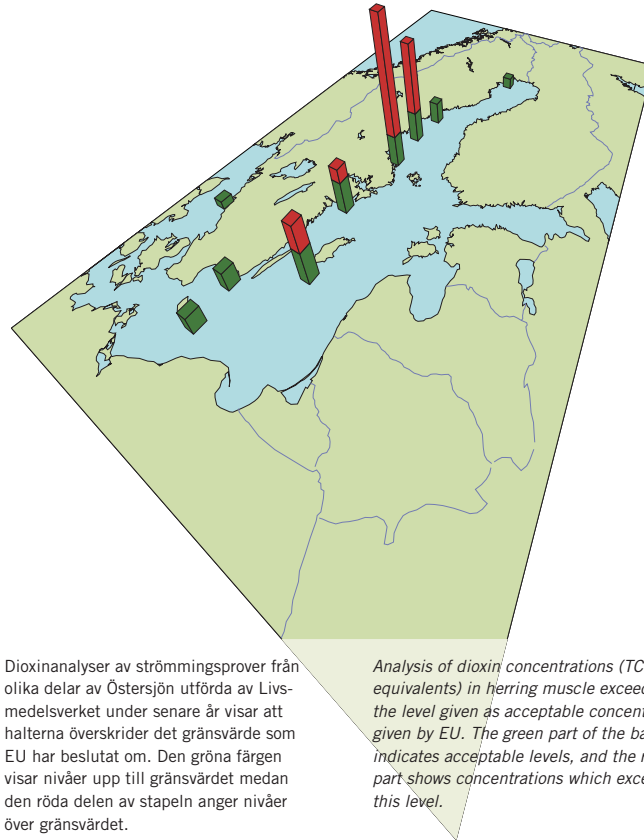 Dioxinanalyser av strömmingsprover från
olika delar av Östersjön utförda av Livs-
medelsverket under senare år visar att
halterna överskrider det gränsvärde som
EU har beslutat om. Den gröna färgen
visar nivåer upp till gränsvärdet medan
den röda delen av stapeln anger nivåer
över gränsvärdet.
Analysis of dioxin concentrations (TC
equivalents) in herring muscle exceed
the level given as acceptable concent
given by EU. The green part of the ba
indicates acceptable levels, and the r
part shows concentrations which exce
this level.